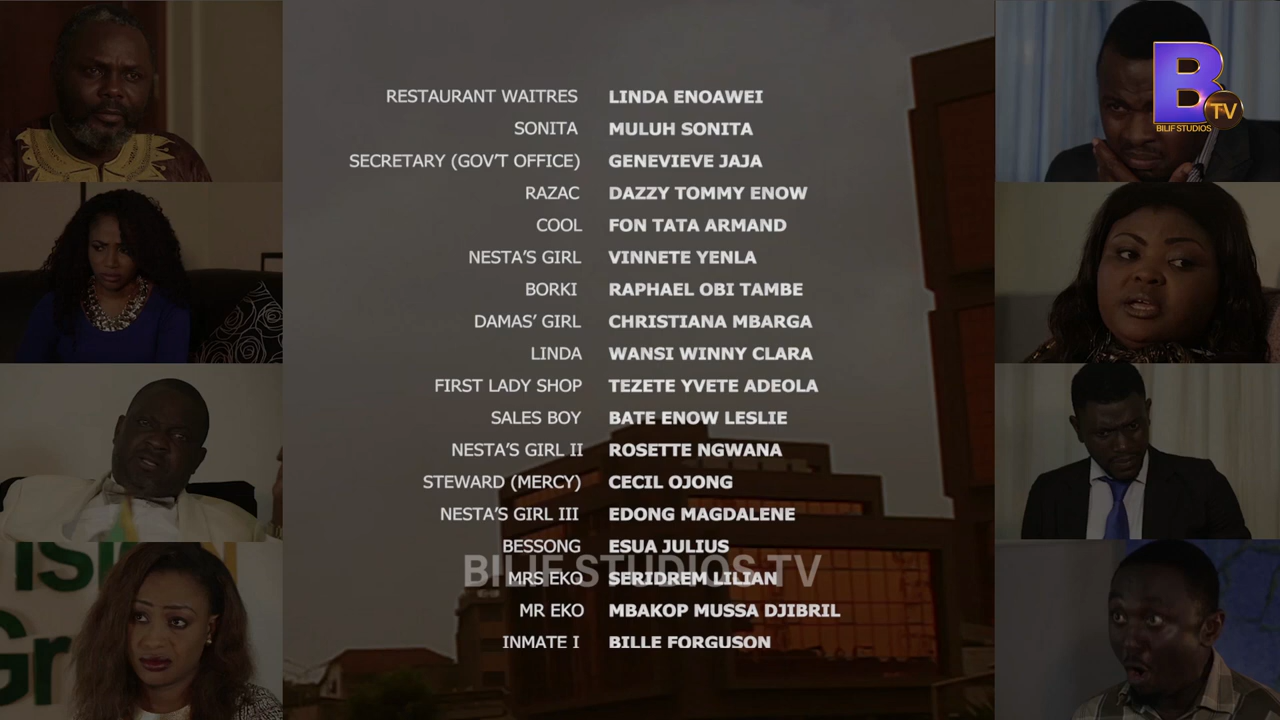 B
TV
BILIF STUDIOS
RESTAURANT WAITRES LINDA ENOAWEI
SONITA MULUH SONITA
SECRETARY (GOV'T OFFICE) GENEVIEVE JAJA
RAZAC DAZZY TOMMY ENOW
COOL FON TATA ARMAND
NESTA'S GIRL VINNETE YENLA
BORKI RAPHAEL OBI TAMBE
DAMAS' GIRL CHRISTIANA MBARGA
LINDA WANSI WINNY CLARA
FIRST LADY SHOP TEZETE YVETE ADEOLA
SALES BOY BATE ENOW LESLIE
NESTA'S GIRL II ROSETTE NGWANA
STEWARD (MERCY) CECIL OJONG
NESTA'S GIRL III EDONG MAGDALENE
BESSONG ESUA JULIUS
BILIF STUDIOS TV
MRS EKO SERIDREM LILIAN
MR EKO MBAKOP MUSSA DJIBRIL
INMATE I BILLE FORGUSON